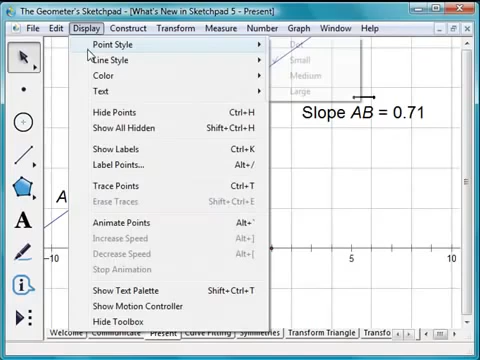 The Geometer's Sketchpad - [What's New in Sketchpad 5 - Present]
File Edit Display Construct Transform Measure Number Graph Window Help
Point Style
Line Style
Color
Text
Hide Points Ctrl+H
Show All Hidden Shift+Ctrl+H
Show Labels Ctrl+K
Label Points... Alt+/
Trace Points Ctrl+T
Erase Traces Shift+Ctrl+E
Animate Points Alt+`
Increase Speed Alt+]
Decrease Speed Alt+[
Stop Animation
Show Text Palette Shift+Ctrl+T
Show Motion Controller
Hide Toolbox
Dot
Small
Medium
Large
Slope AB = 0.71
A
A
-10
5
10
Welcome Communicate Present Curve Fitting Symmetries Transform Triangle Transfo